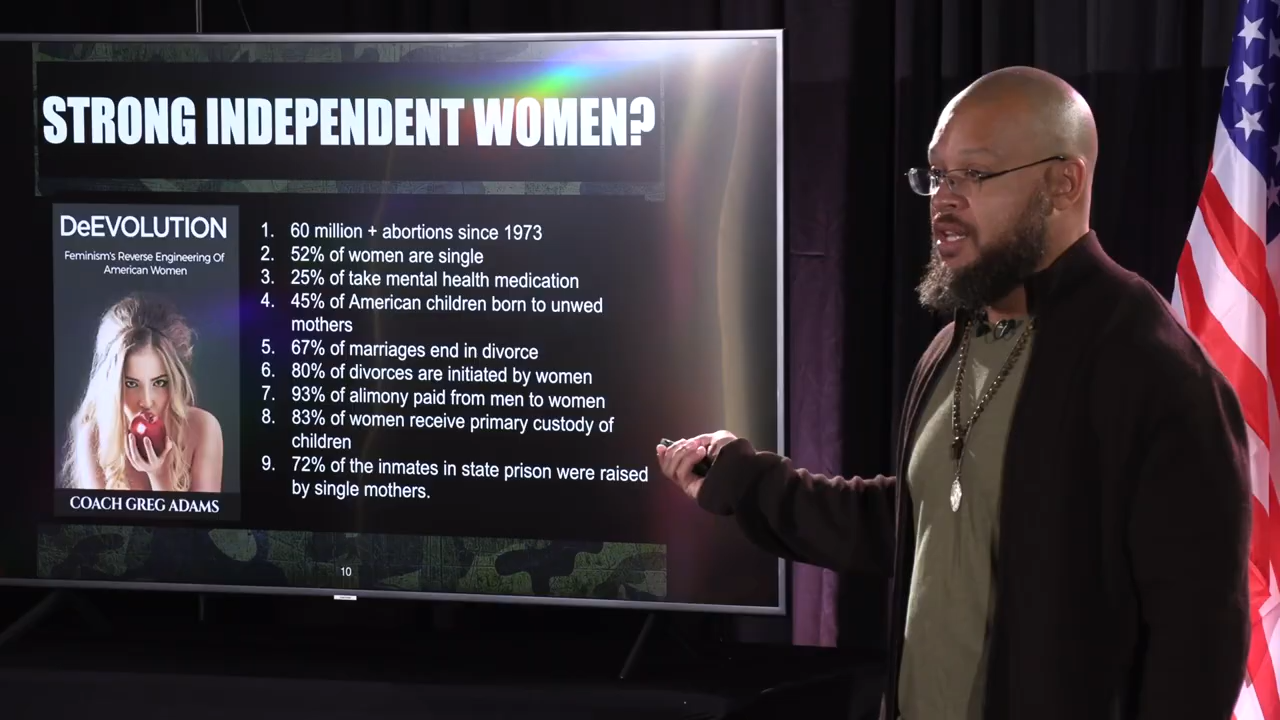 STRONG INDEPENDENT WOMEN?
DeEVOLUTION
Feminism's Reverse Engineering Of
American Women
COACH GREG ADAMS
1. 60 million + abortions since 1973
2. 52% of women are single
3. 25% of take mental health medication
4. 45% of American children born to unwed
mothers
5. 67% of marriages end in divorce
6. 80% of divorces are initiated by women
7. 93% of alimony paid from men to women
8. 83% of women receive primary custody of
children
9. 72% of the inmates in state prison were raised
by single mothers.
10